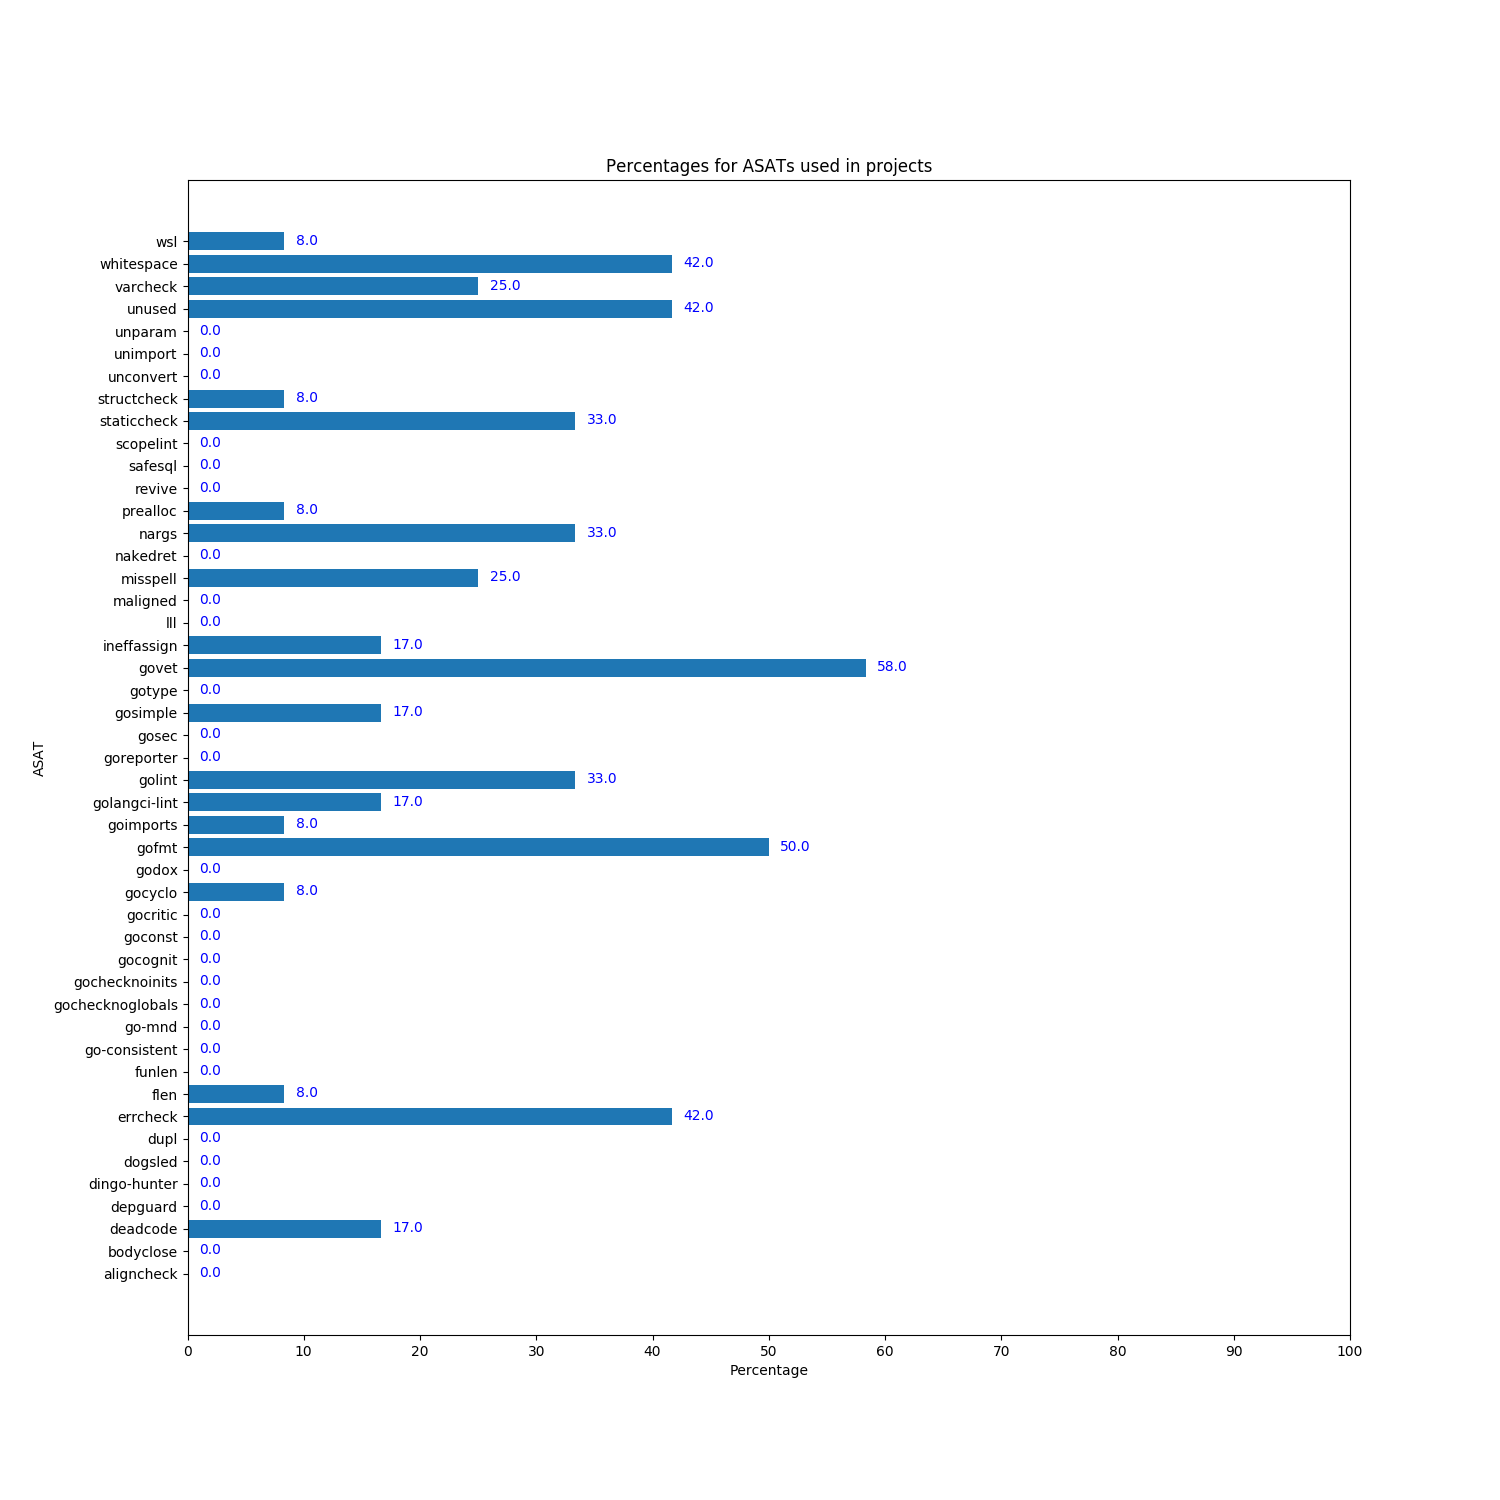 Percentages for ASATs used in projects
wsl 8.0
whitespace 42.0
varcheck 25.0
unused 42.0
unparam 0.0
unimport 0.0
unconvert 0.0
structcheck 8.0
staticcheck 33.0
scopelint 0.0
safesql 0.0
revive 0.0
prealloc 8.0
nargs 33.0
nakedret 0.0
misspell 25.0
maligned 0.0
lll 0.0
ineffassign 17.0
govet 58.0
gotype 0.0
gosimple 17.0
gosec 0.0
goreporter 0.0
golint 33.0
golangci-lint 17.0
goimports 8.0
gofmt 50.0
godox 0.0
gocyclo 8.0
gocritic 0.0
goconst 0.0
gocognit 0.0
gochecknoinits 0.0
gochecknoglobals 0.0
go-mnd 0.0
go-consistent 0.0
funlen 0.0
flen 8.0
errcheck 42.0
dupl 0.0
dogsled 0.0
dingo-hunter 0.0
depguard 0.0
deadcode 17.0
bodyclose 0.0
aligncheck 0.0
ASAT
0 10 20 30 40 50 60 70 80 90 100
Percentage